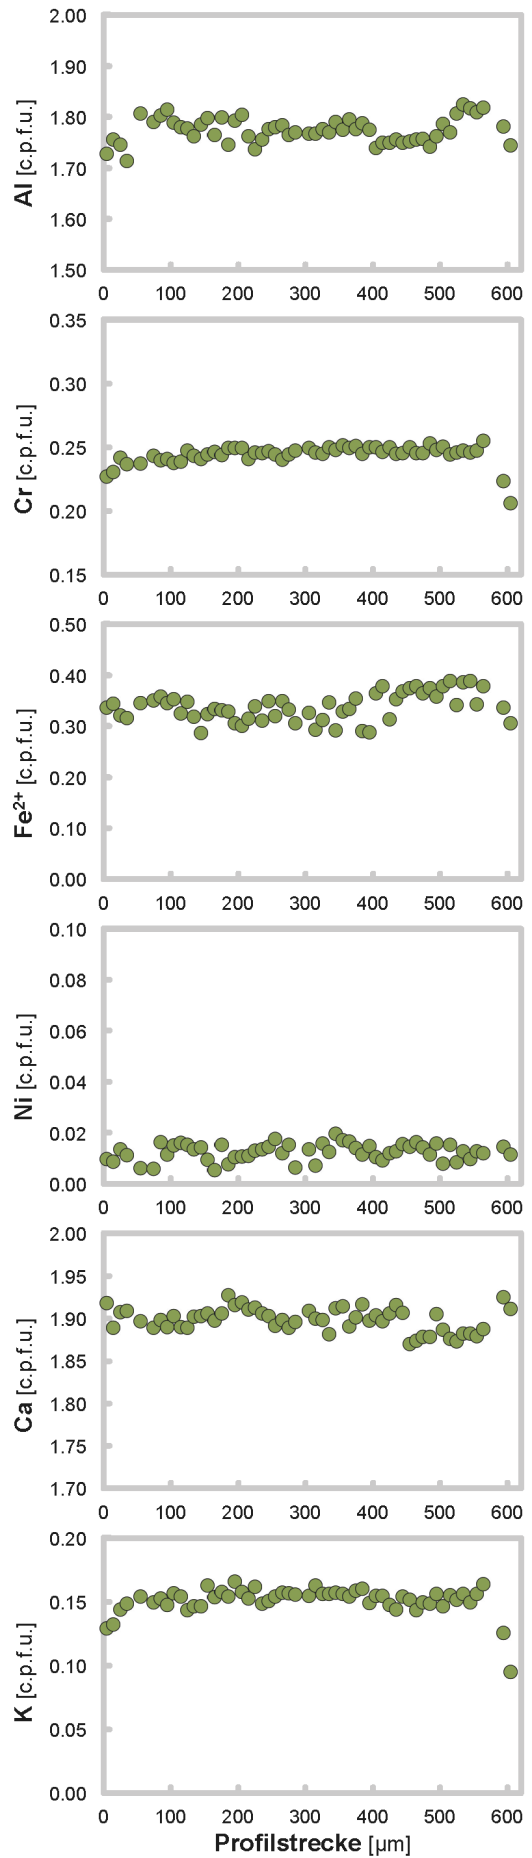 2.00
1.90
1.80
1.70
1.60
1.50
Al [c.p.f.u.]
0 100 200 300 400 500 600
0.35
0.30
0.25
0.20
0.15
Cr [c.p.f.u.]
0 100 200 300 400 500 600
0.50
0.40
0.30
0.20
0.10
0.00
Fe²⁺ [c.p.f.u.]
0 100 200 300 400 500 600
0.10
0.08
0.06
0.04
0.02
0.00
Ni [c.p.f.u.]
0 100 200 300 400 500 600
2.00
1.95
1.90
1.85
1.80
1.75
1.70
Ca [c.p.f.u.]
0 100 200 300 400 500 600
0.20
0.15
0.10
0.05
0.00
K [c.p.f.u.]
0 100 200 300 400 500 600
Profilstrecke [µm]